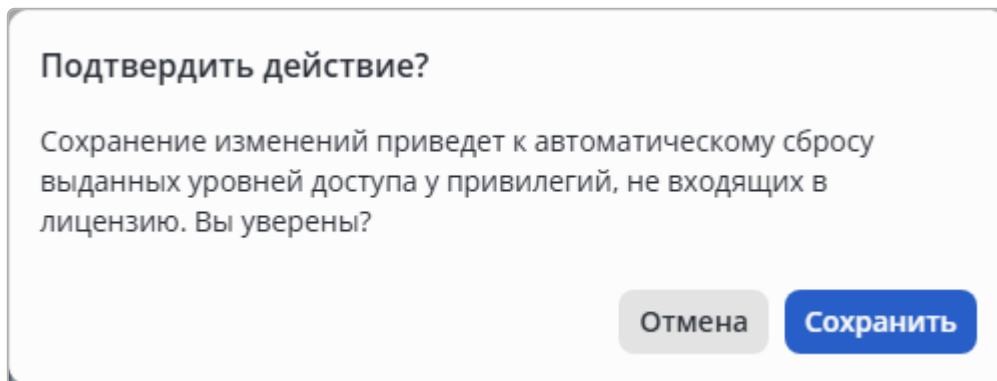 Подтвердить действие?
Сохранение изменений приведет к автоматическому сбросу
выданных уровней доступа у привилегий, не входящих в
лицензию. Вы уверены?
Отмена
Сохранить